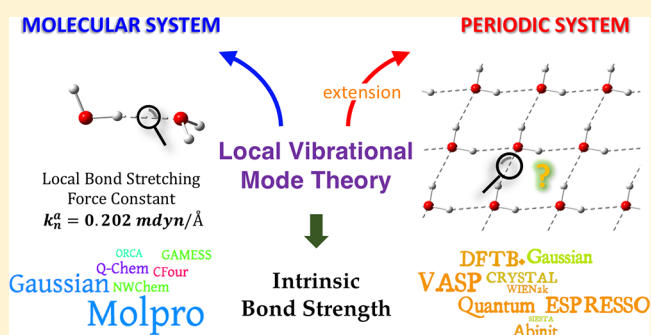 MOLECULAR SYSTEM
PERIODIC SYSTEM
extension
Local Vibrational
Mode Theory
?
Local Bond Stretching
Force Constant
kₙᵃ = 0.202 mdyn/Å
Intrinsic
Bond Strength
ORCA GAMESS
Q-Chem CFour
Gaussian NWChem
Molpro
DFTB+ Gaussian
VASP CRYSTAL
WIEN2k
Quantum ESPRESSO
SIESTA
Abinit